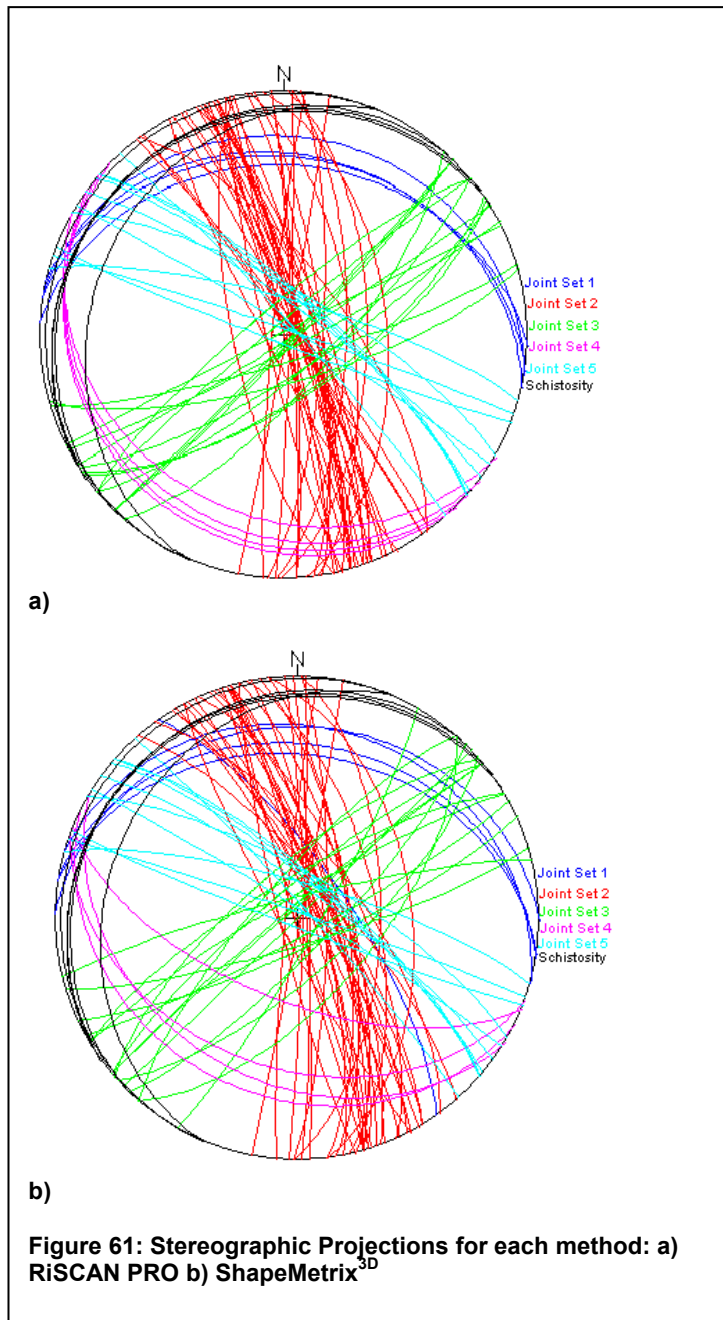 N
Joint Set 1
Joint Set 2
Joint Set 3
Joint Set 4
Joint Set 5
Schistosity
a)
N
Joint Set 1
Joint Set 2
Joint Set 3
Joint Set 4
Joint Set 5
Schistosity
b)
Figure 61: Stereographic Projections for each method: a)
RiSCAN PRO b) ShapeMetrix3D